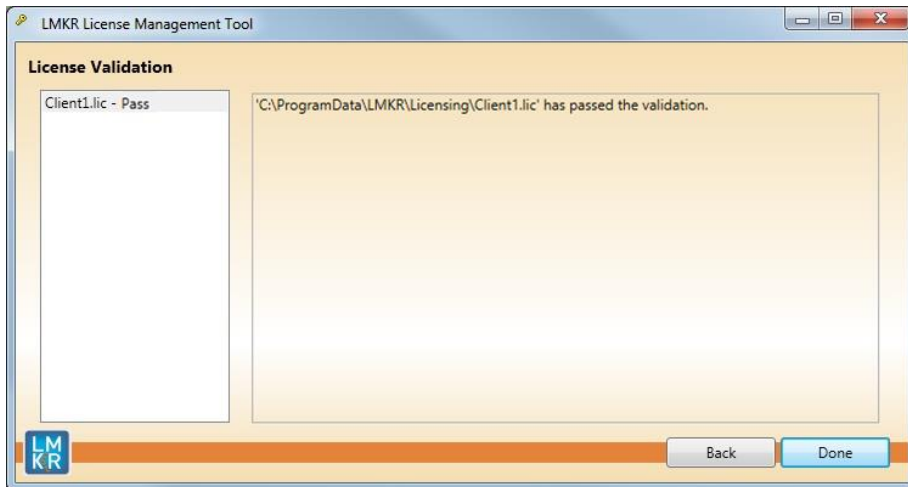 LMKR License Management Tool
License Validation
Client1.lic - Pass
'C:\ProgramData\LMKR\Licensing\Client1.lic' has passed the validation.
LM
KR
Back
Done